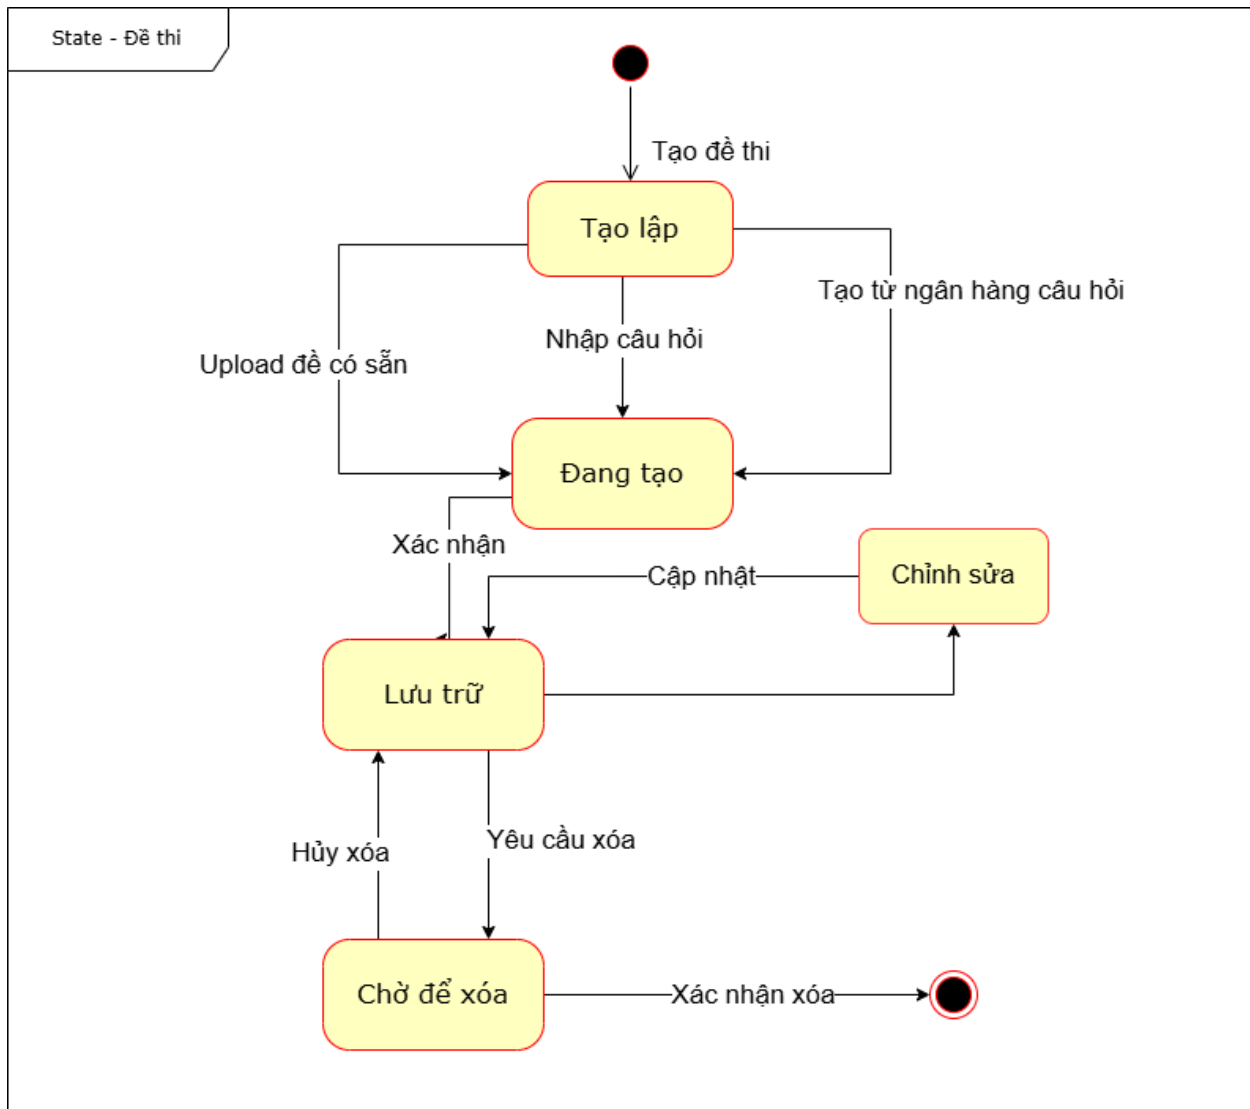 State - Đề thi
Tạo đề thi
Tạo lập
Tạo từ ngân hàng câu hỏi
Nhập câu hỏi
Upload đề có sẵn
Đang tạo
Xác nhận
Cập nhật
Chỉnh sửa
Lưu trữ
Hủy xóa
Yêu cầu xóa
Chờ để xóa
Xác nhận xóa